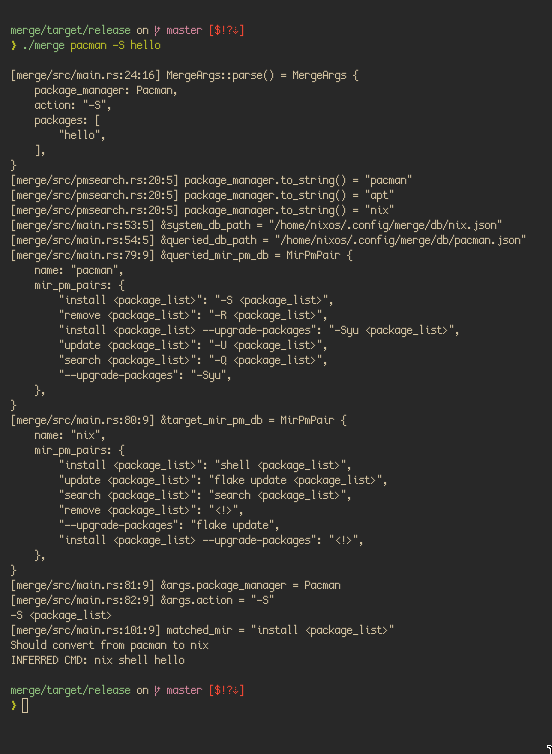 merge/target/release on master [$!?⇣]
❯ ./merge pacman -S hello
[merge/src/main.rs:24:16] MergeArgs::parse() = MergeArgs {
    package_manager: Pacman,
    action: "-S",
    packages: [
        "hello",
    ],
}
[merge/src/pmsearch.rs:20:5] package_manager.to_string() = "pacman"
[merge/src/pmsearch.rs:20:5] package_manager.to_string() = "apt"
[merge/src/pmsearch.rs:20:5] package_manager.to_string() = "nix"
[merge/src/main.rs:53:5] &system_db_path = "/home/nixos/.config/merge/db/nix.json"
[merge/src/main.rs:54:5] &queried_db_path = "/home/nixos/.config/merge/db/pacman.json"
[merge/src/main.rs:79:9] &queried_mir_pm_db = MirPmPair {
    name: "pacman",
    mir_pm_pairs: {
        "install <package_list>": "-S <package_list>",
        "remove <package_list>": "-R <package_list>",
        "install <package_list> --upgrade-packages": "-Syu <package_list>",
        "update <package_list>": "-U <package_list>",
        "search <package_list>": "-Q <package_list>",
        "--upgrade-packages": "-Syu",
    },
}
[merge/src/main.rs:80:9] &target_mir_pm_db = MirPmPair {
    name: "nix",
    mir_pm_pairs: {
        "install <package_list>": "shell <package_list>",
        "update <package_list>": "flake update <package_list>",
        "search <package_list>": "search <package_list>",
        "remove <package_list>": "<!>",
        "--upgrade-packages": "flake update",
        "install <package_list> --upgrade-packages": "<!>",
    },
}
[merge/src/main.rs:81:9] &args.package_manager = Pacman
[merge/src/main.rs:82:9] &args.action = "-S"
-S <package_list>
[merge/src/main.rs:101:9] matched_mir = "install <package_list>"
Should convert from pacman to nix
INFERRED CMD: nix shell hello
merge/target/release on master [$!?⇣]
❯